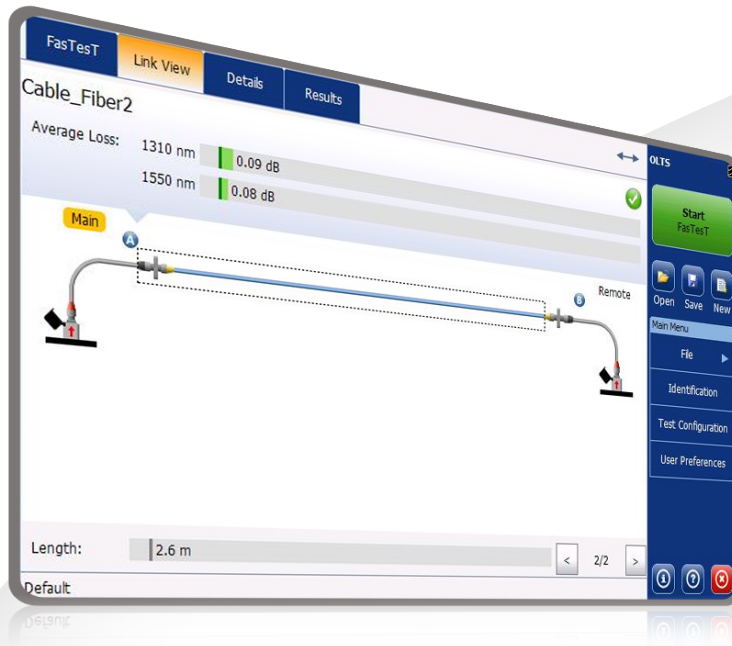 FasTesT
Link View
Details
Results
Cable_Fiber2
Average Loss:
1310 nm
0.09 dB
1550 nm
0.08 dB
Main
A
B
Remote
Length:
2.6 m
<
2/2
>
Default
OLTS
Start
FasTesT
Open
Save
New
Main Menu
File
Identification
Test Configuration
User Preferences